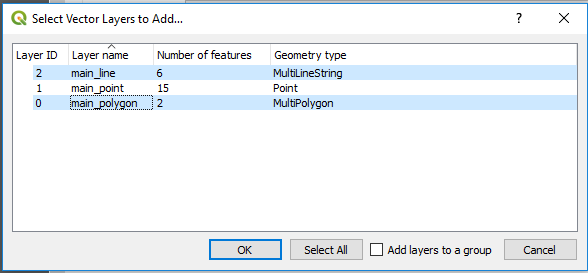 Select Vector Layers to Add...
Layer ID Layer name Number of features Geometry type
2 main_line 6 MultiLineString
1 main_point 15 Point
0 main_polygon 2 MultiPolygon
OK Select All Add layers to a group Cancel